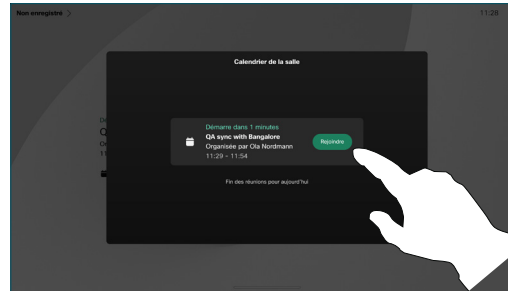 Non enregistré
11:28
Calendrier de la salle
Démarre dans 1 minutes
QA sync with Bangalore
Organisée par Ola Nordmann
11:29 - 11:54
Rejoindre
Fin des réunions pour aujourd'hui